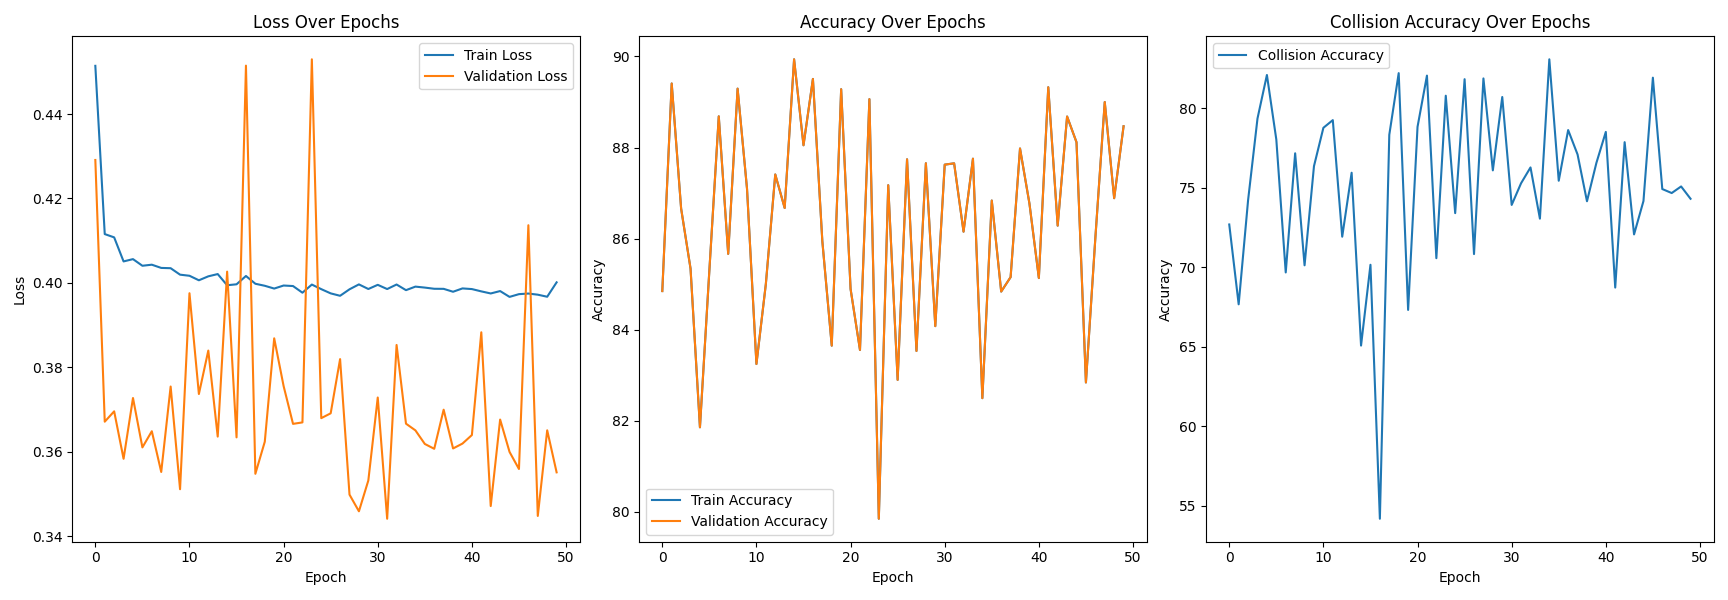 Loss Over Epochs
Train Loss
Validation Loss
0.44
0.42
0.40
0.38
0.36
0.34
Loss
0 10 20 30 40 50
Epoch
Accuracy Over Epochs
90
88
86
84
82
80
Accuracy
Train Accuracy
Validation Accuracy
0 10 20 30 40 50
Epoch
Collision Accuracy Over Epochs
Collision Accuracy
80
75
70
65
60
55
Accuracy
0 10 20 30 40 50
Epoch